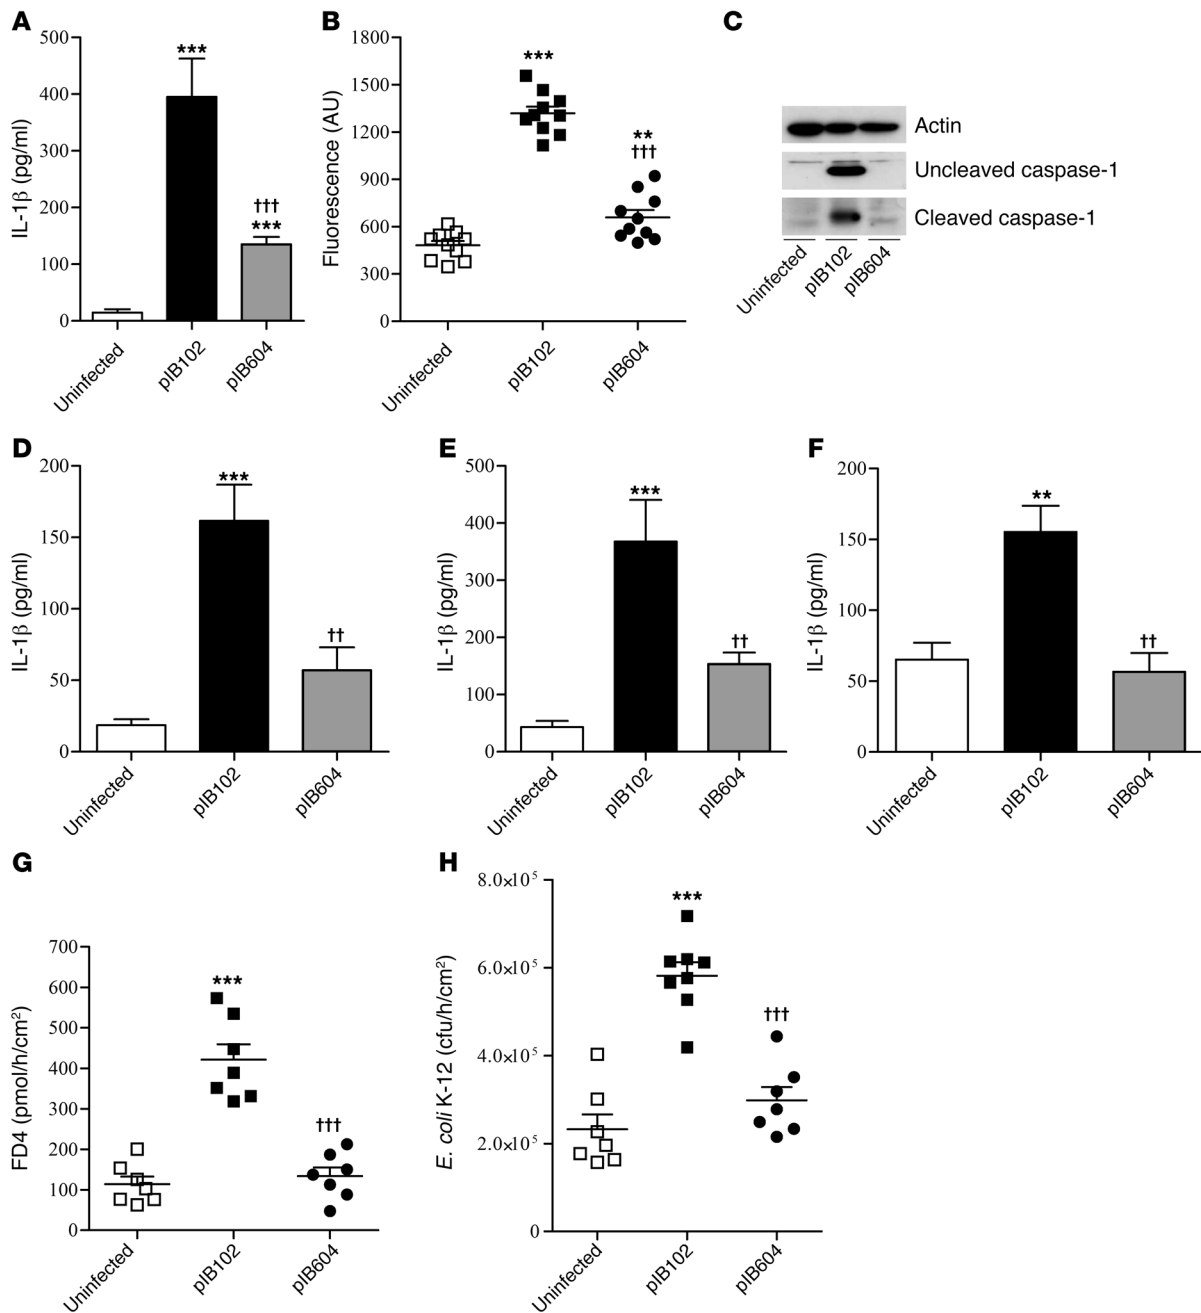 A
IL-1β (pg/ml)
500
400
300
200
100
0
***
†††
***
Uninfected
pIB102
pIB604
B
Fluorescence (AU)
1800
1500
1200
900
600
300
0
***
**
†††
Uninfected
pIB102
pIB604
C
Actin
Uncleaved caspase-1
Cleaved caspase-1
Uninfected
pIB102
pIB604
D
IL-1β (pg/ml)
200
150
100
50
0
***
††
Uninfected
pIB102
pIB604
E
IL-1β (pg/ml)
500
400
300
200
100
0
***
††
Uninfected
pIB102
pIB604
F
IL-1β (pg/ml)
200
150
100
50
0
**
††
Uninfected
pIB102
pIB604
G
FD4 (pmol/h/cm²)
700
600
500
400
300
200
100
0
***
†††
Uninfected
pIB102
pIB604
H
E. coli K-12 (cfu/h/cm²)
8.0×10⁵
6.0×10⁵
4.0×10⁵
2.0×10⁵
0
***
†††
Uninfected
pIB102
pIB604